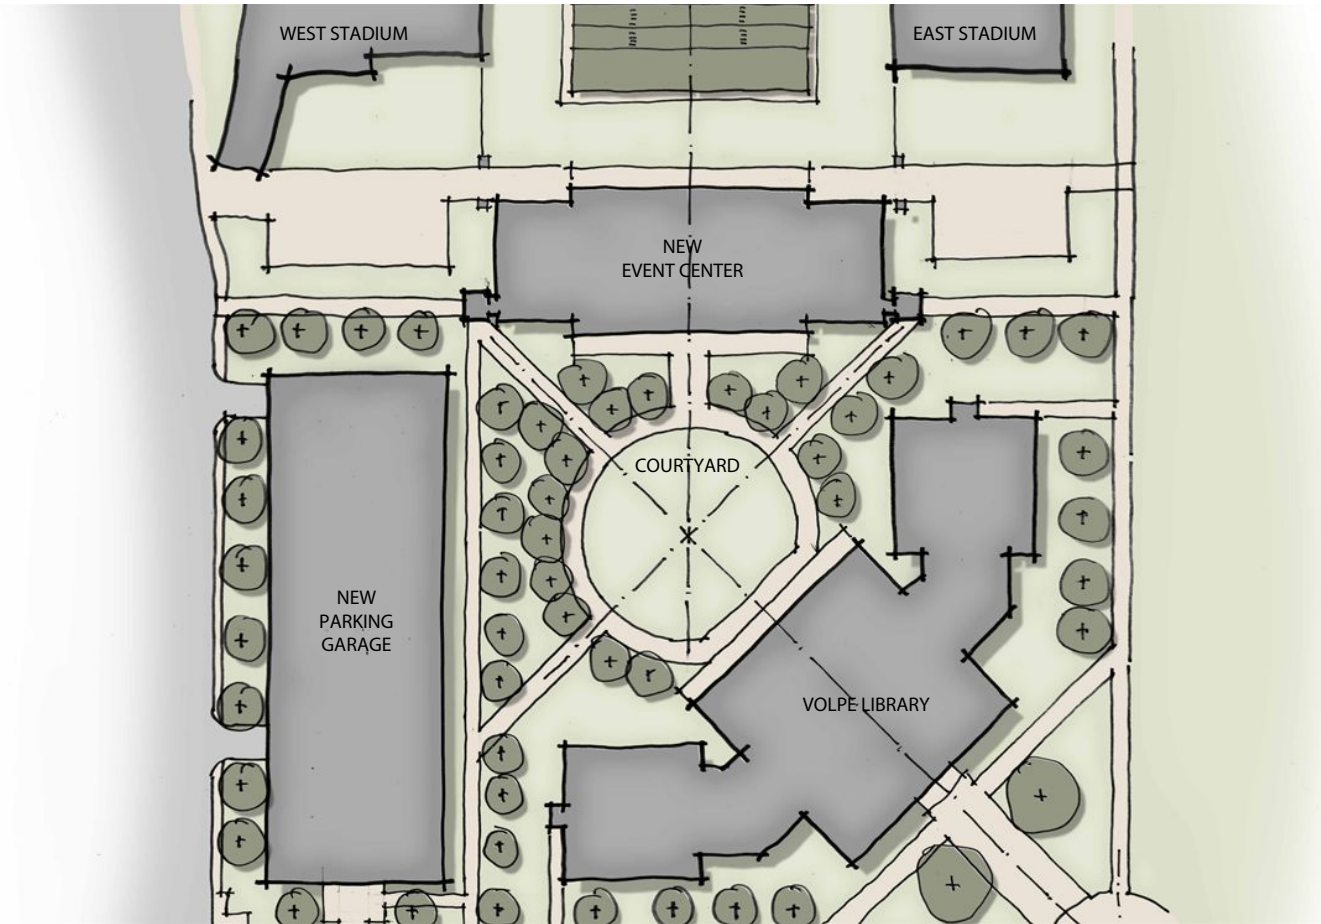 WEST STADIUM
EAST STADIUM
NEW
EVENT CENTER
COURTYARD
NEW
PARKING
GARAGE
VOLPE LIBRARY